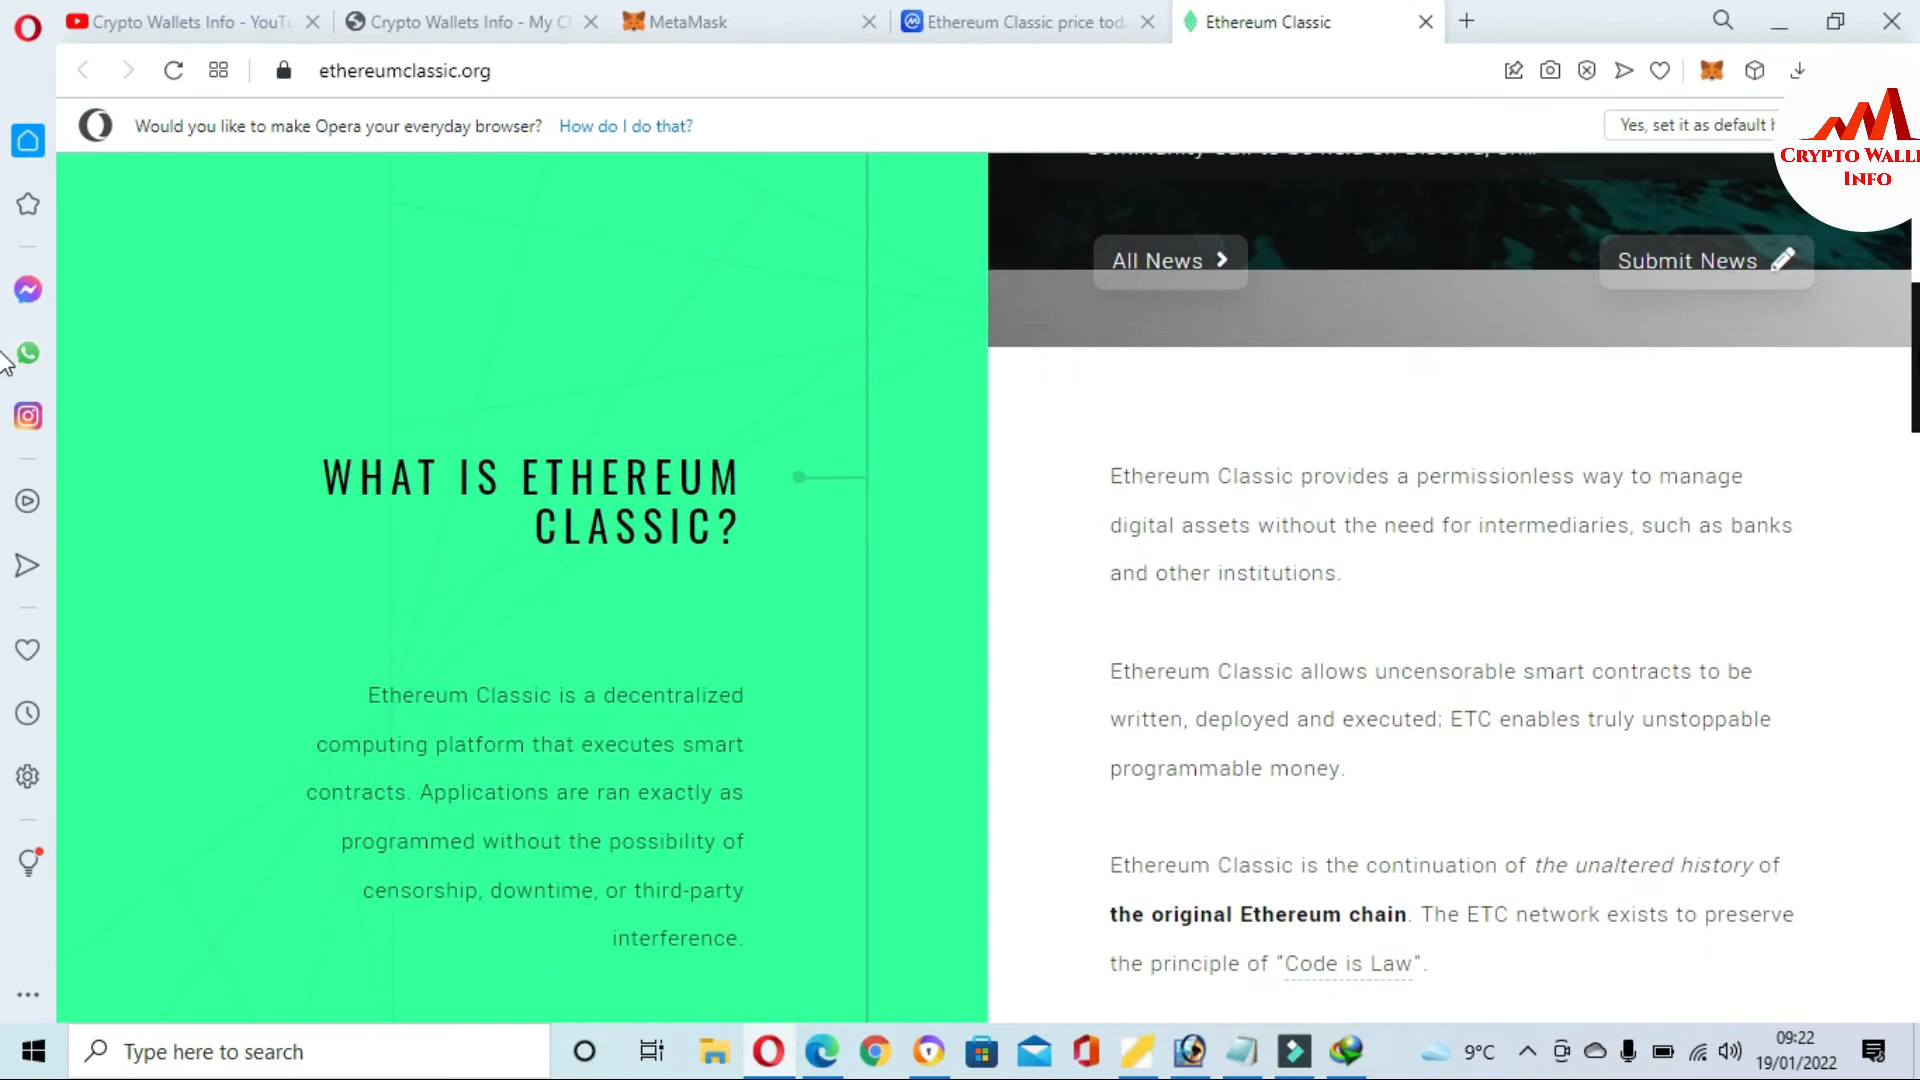 Crypto Wallets Info - YouTu
Crypto Wallets Info - My C
MetaMask
Ethereum Classic price tod
Ethereum Classic
ethereumclassic.org
Would you like to make Opera your everyday browser? How do I do that?
Yes, set it as default b
CRYPTO WALLE
INFO
All News
Submit News
WHAT IS ETHEREUM
CLASSIC?
Ethereum Classic is a decentralized
computing platform that executes smart
contracts. Applications are ran exactly as
programmed without the possibility of
censorship, downtime, or third-party
interference.
Ethereum Classic provides a permissionless way to manage
digital assets without the need for intermediaries, such as banks
and other institutions.
Ethereum Classic allows uncensorable smart contracts to be
written, deployed and executed; ETC enables truly unstoppable
programmable money.
Ethereum Classic is the continuation of the unaltered history of
the original Ethereum chain. The ETC network exists to preserve
the principle of "Code is Law".
Type here to search
9°C
09:22
19/01/2022